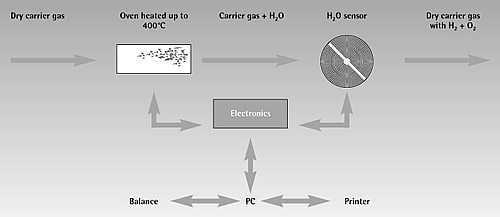 Dry carrier gas
Oven heated up to
400°C
Carrier gas + H₂O
H₂O sensor
Dry carrier gas
with H₂ + O₂
Electronics
Balance
PC
Printer